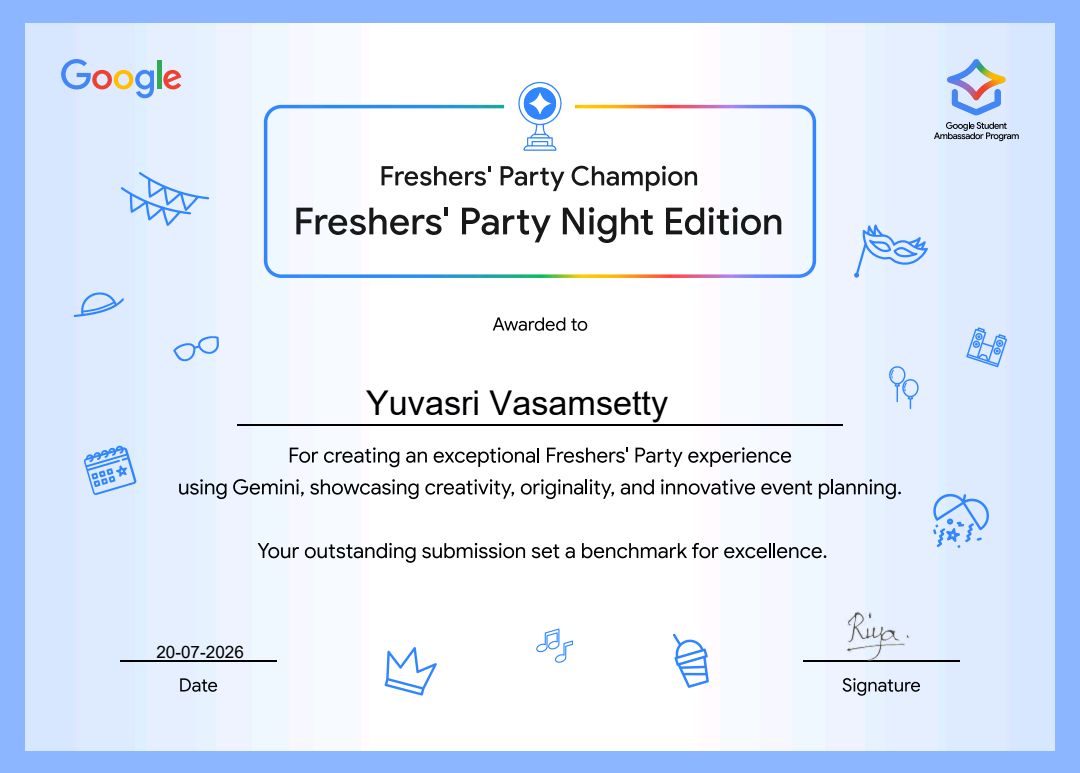 Google
Google Student
Ambassador Program
Freshers' Party Champion
Freshers' Party Night Edition
Awarded to
Yuvasri Vasamsetty
For creating an exceptional Freshers' Party experience
using Gemini, showcasing creativity, originality, and innovative event planning.
Your outstanding submission set a benchmark for excellence.
20-07-2026
Date
Riya.
Signature